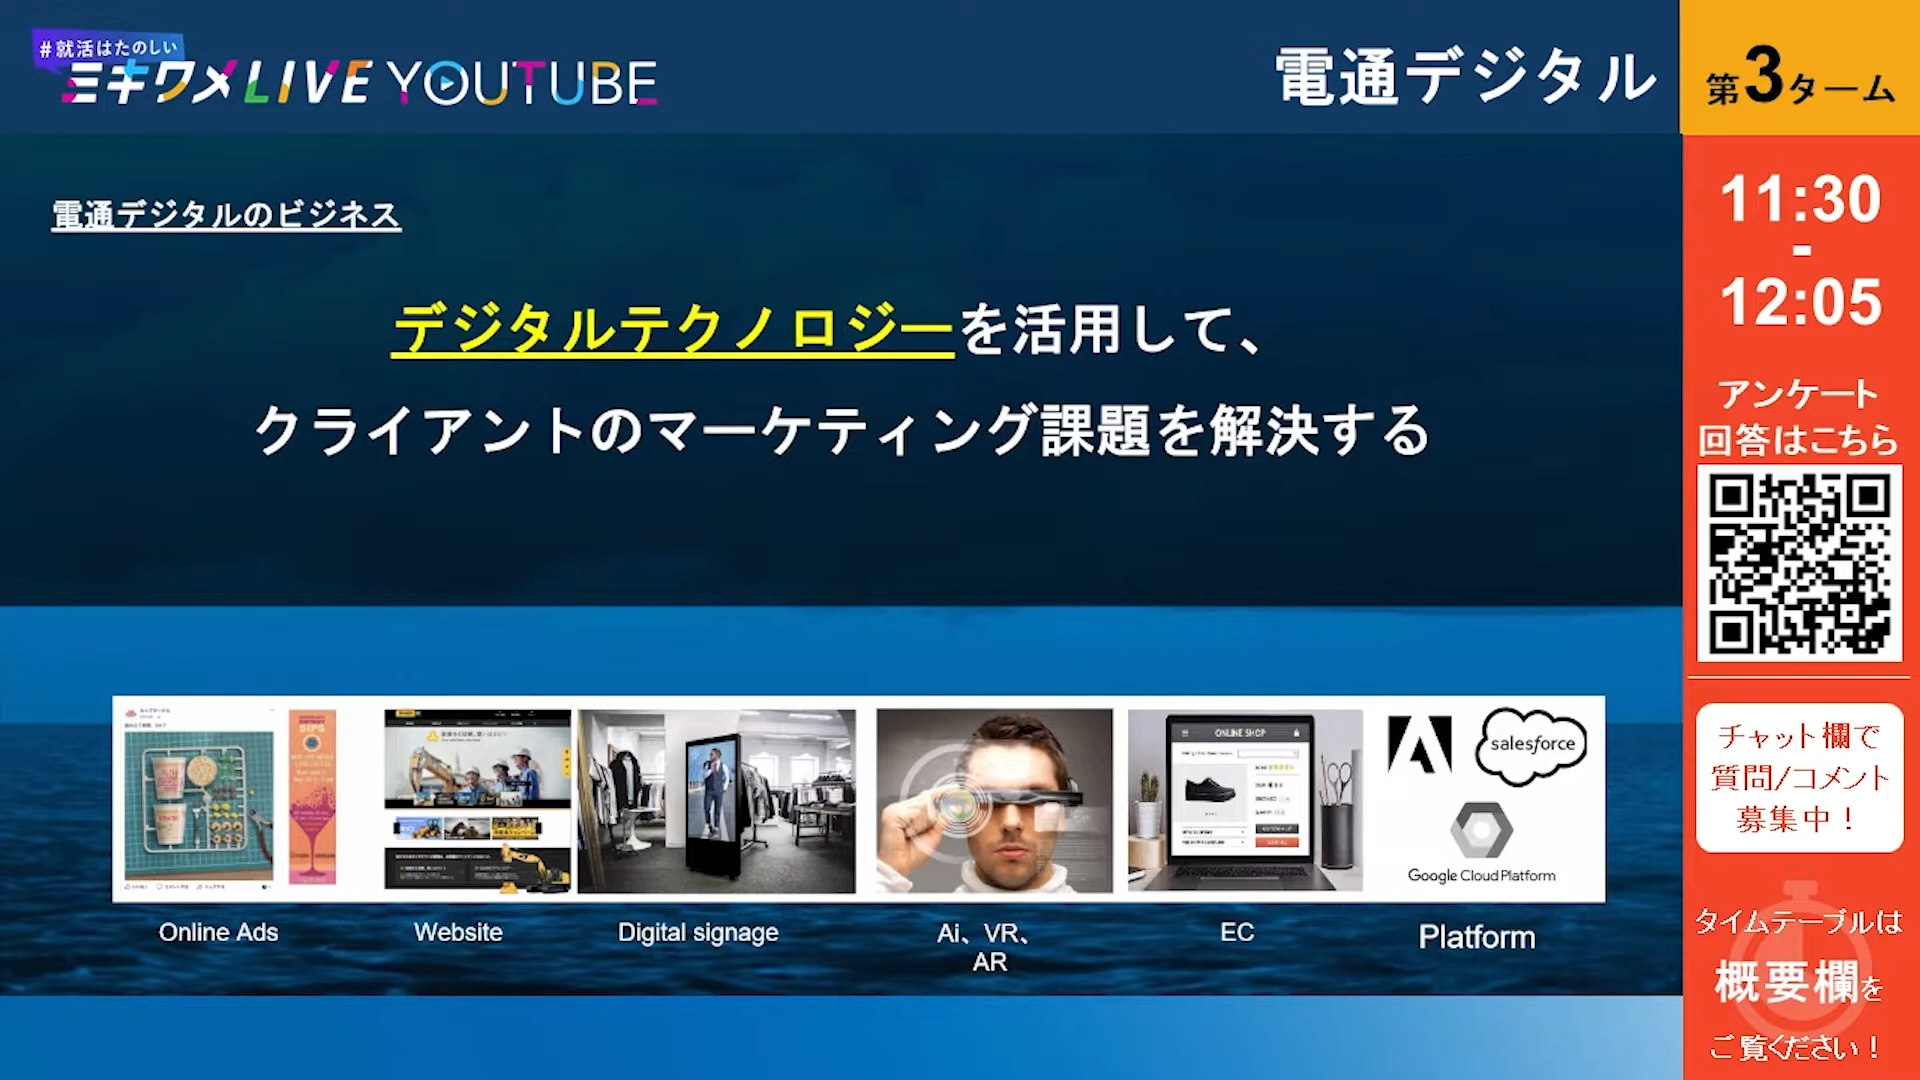 #就活はたのしい
ミキワメLIVE YOUTUBE
電通デジタル
第3ターム
電通デジタルのビジネス
デジタルテクノロジーを活用して、
クライアントのマーケティング課題を解決する
ONLINE SHOP
salesforce
Google Cloud Platform
Online Ads
Website
Digital signage
Ai、VR、
AR
EC
Platform
11:30
-
12:05
アンケート
回答はこちら
チャット欄で
質問/コメント
募集中！
タイムテーブルは
概要欄を
ご覧ください！